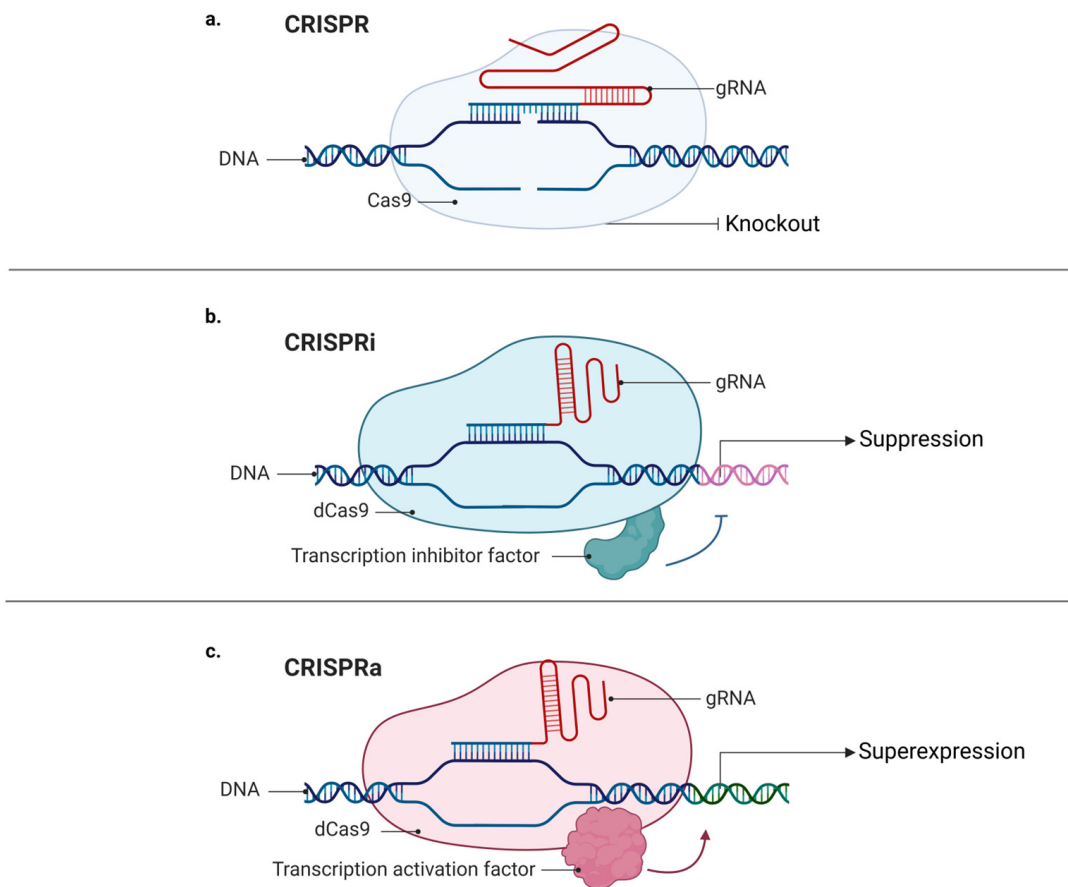 a.
CRISPR
gRNA
DNA
Cas9
Knockout
b.
CRISPRi
gRNA
Suppression
DNA
dCas9
Transcription inhibitor factor
c.
CRISPRa
gRNA
Superexpression
DNA
dCas9
Transcription activation factor